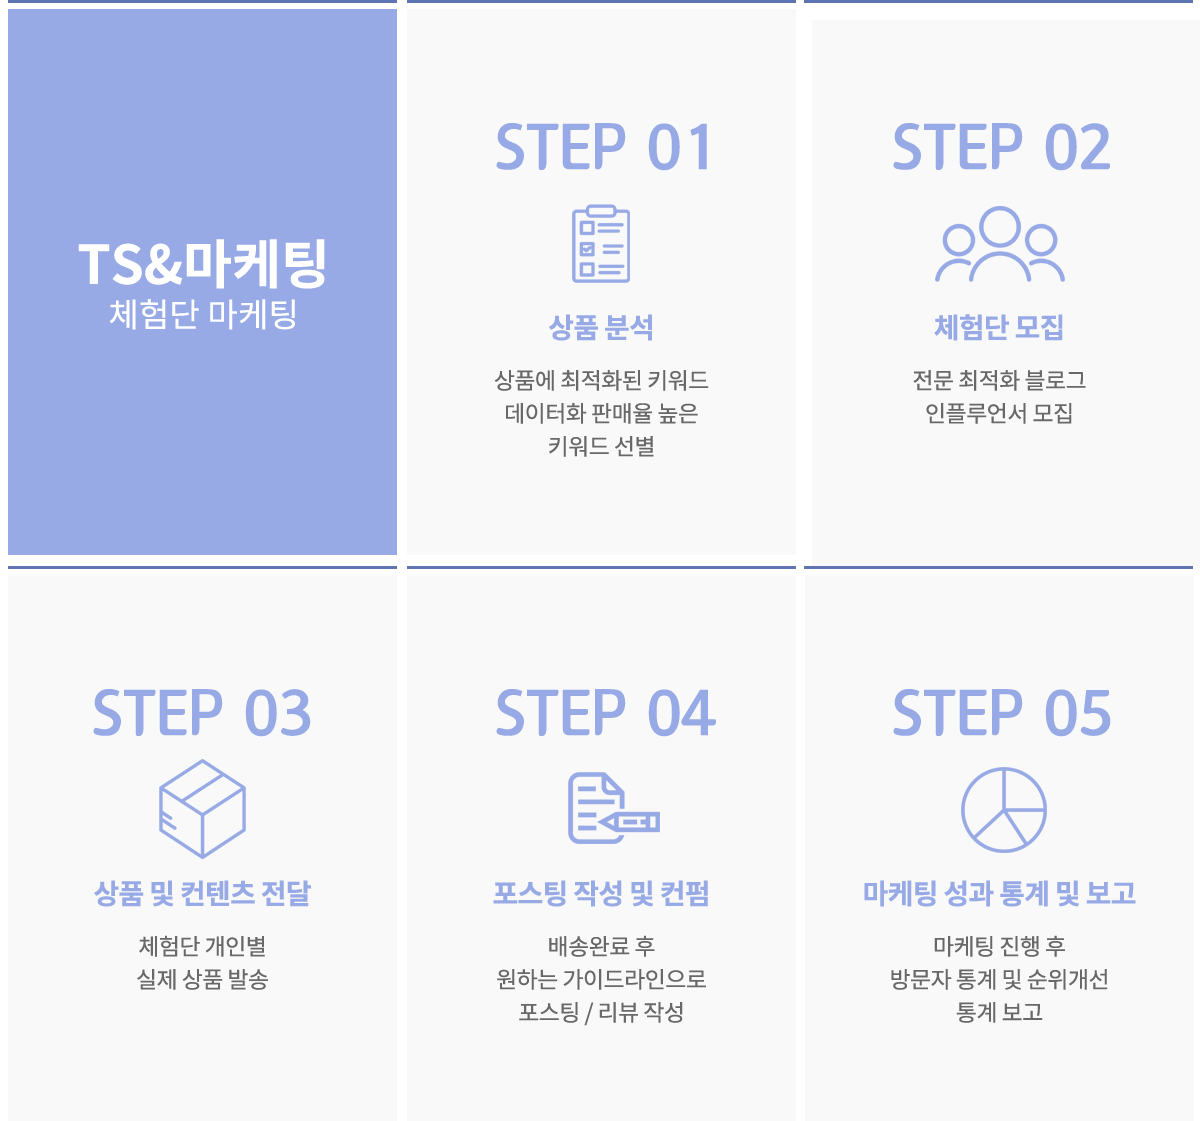 TS&마케팅
체험단 마케팅
STEP 01
상품 분석
상품에 최적화된 키워드
데이터화 판매율 높은
키워드 선별
STEP 02
체험단 모집
전문 최적화 블로그
인플루언서 모집
STEP 03
상품 및 컨텐츠 전달
체험단 개인별
실제 상품 발송
STEP 04
포스팅 작성 및 컨펌
배송완료 후
원하는 가이드라인으로
포스팅 / 리뷰 작성
STEP 05
마케팅 성과 통계 및 보고
마케팅 진행 후
방문자 통계 및 순위개선
통계 보고